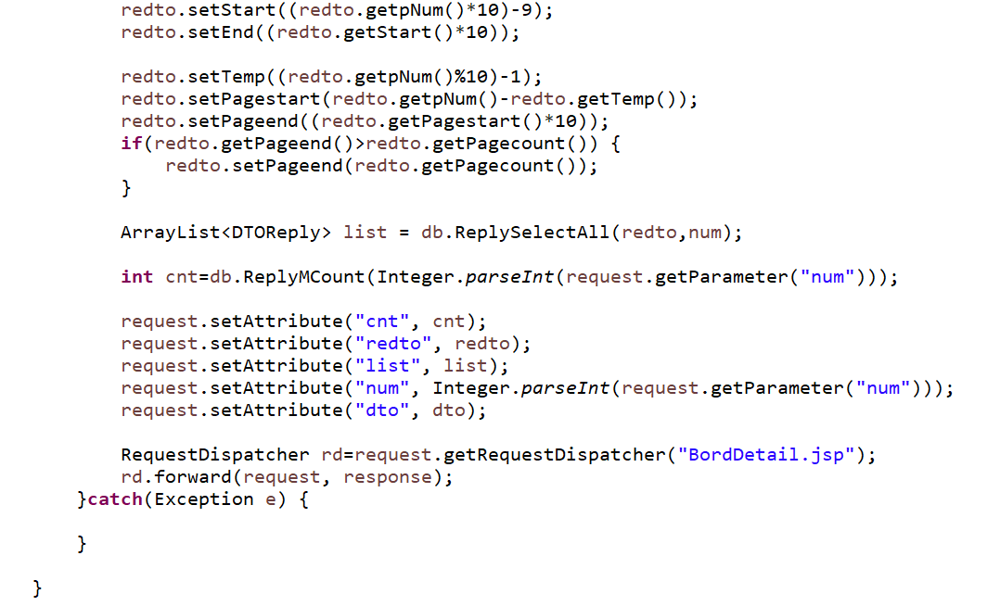 redto.setStart((redto.getpNum()*10)-9);
redto.setEnd((redto.getStart()*10));
redto.setTemp((redto.getpNum()%10)-1);
redto.setPagestart(redto.getpNum()-redto.getTemp());
redto.setPageend((redto.getPagestart()*10));
if(redto.getPageend()>redto.getPagecount()) {
redto.setPageend(redto.getPagecount());
}
ArrayList<DTOReply> list = db.ReplySelectAll(redto,num);
int cnt=db.ReplyMCount(Integer.parseInt(request.getParameter("num")));
request.setAttribute("cnt", cnt);
request.setAttribute("redto", redto);
request.setAttribute("list", list);
request.setAttribute("num", Integer.parseInt(request.getParameter("num")));
request.setAttribute("dto", dto);
RequestDispatcher rd=request.getRequestDispatcher("BordDetail.jsp");
rd.forward(request, response);
}catch(Exception e) {
}
}